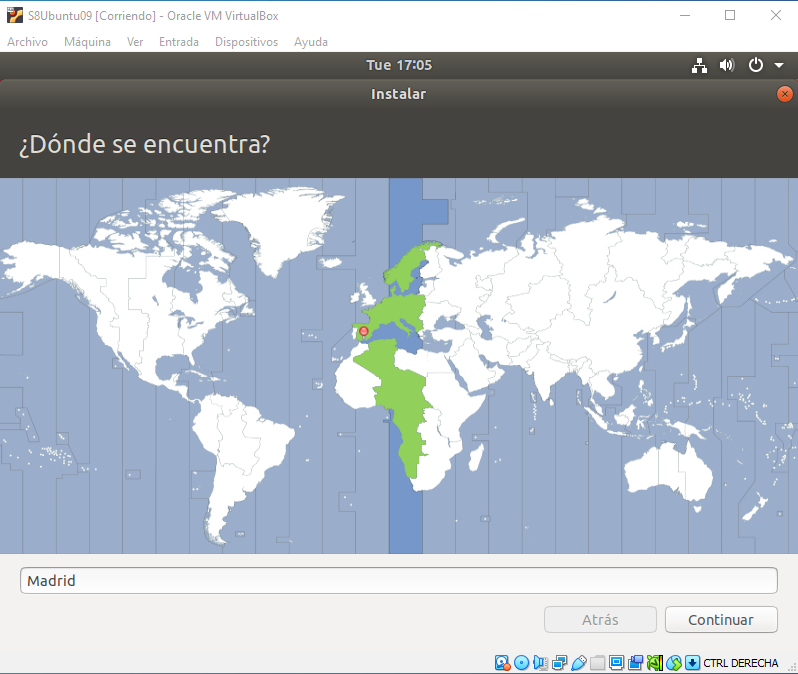 S8Ubuntu09 [Corriendo] - Oracle VM VirtualBox
Archivo Máquina Ver Entrada Dispositivos Ayuda
Tue 17:05
Instalar
¿Dónde se encuentra?
Madrid
Atrás Continuar
CTRL DERECHA